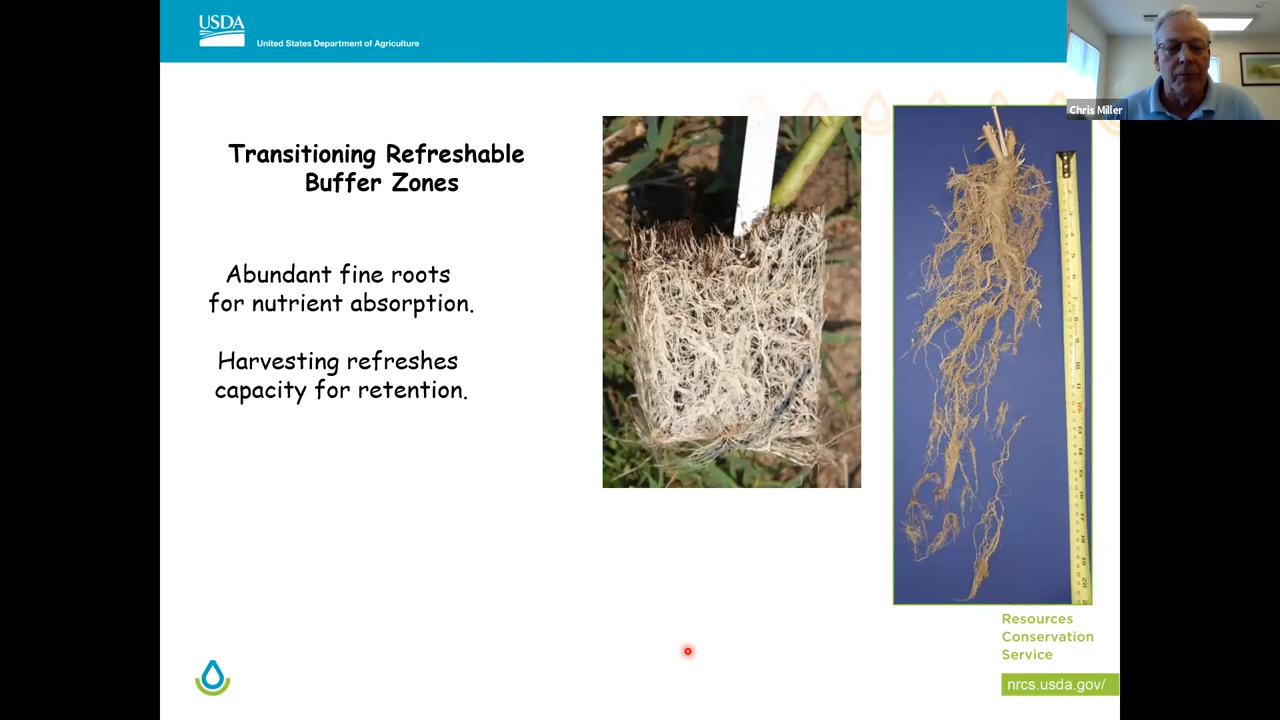 USDA
United States Department of Agriculture
Chris Miller
Transitioning Refreshable
Buffer Zones
Abundant fine roots
for nutrient absorption.
Harvesting refreshes
capacity for retention.
Resources
Conservation
Service
nrcs.usda.gov/